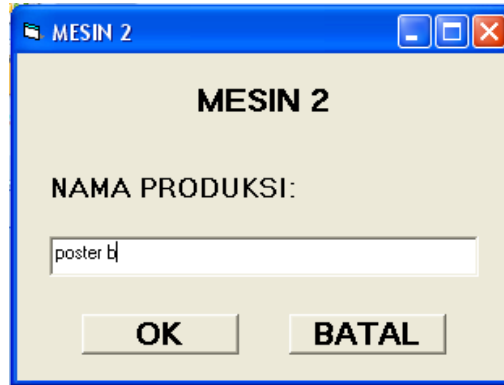 MESIN 2
MESIN 2
NAMA PRODUKSI:
poster b
OK BATAL